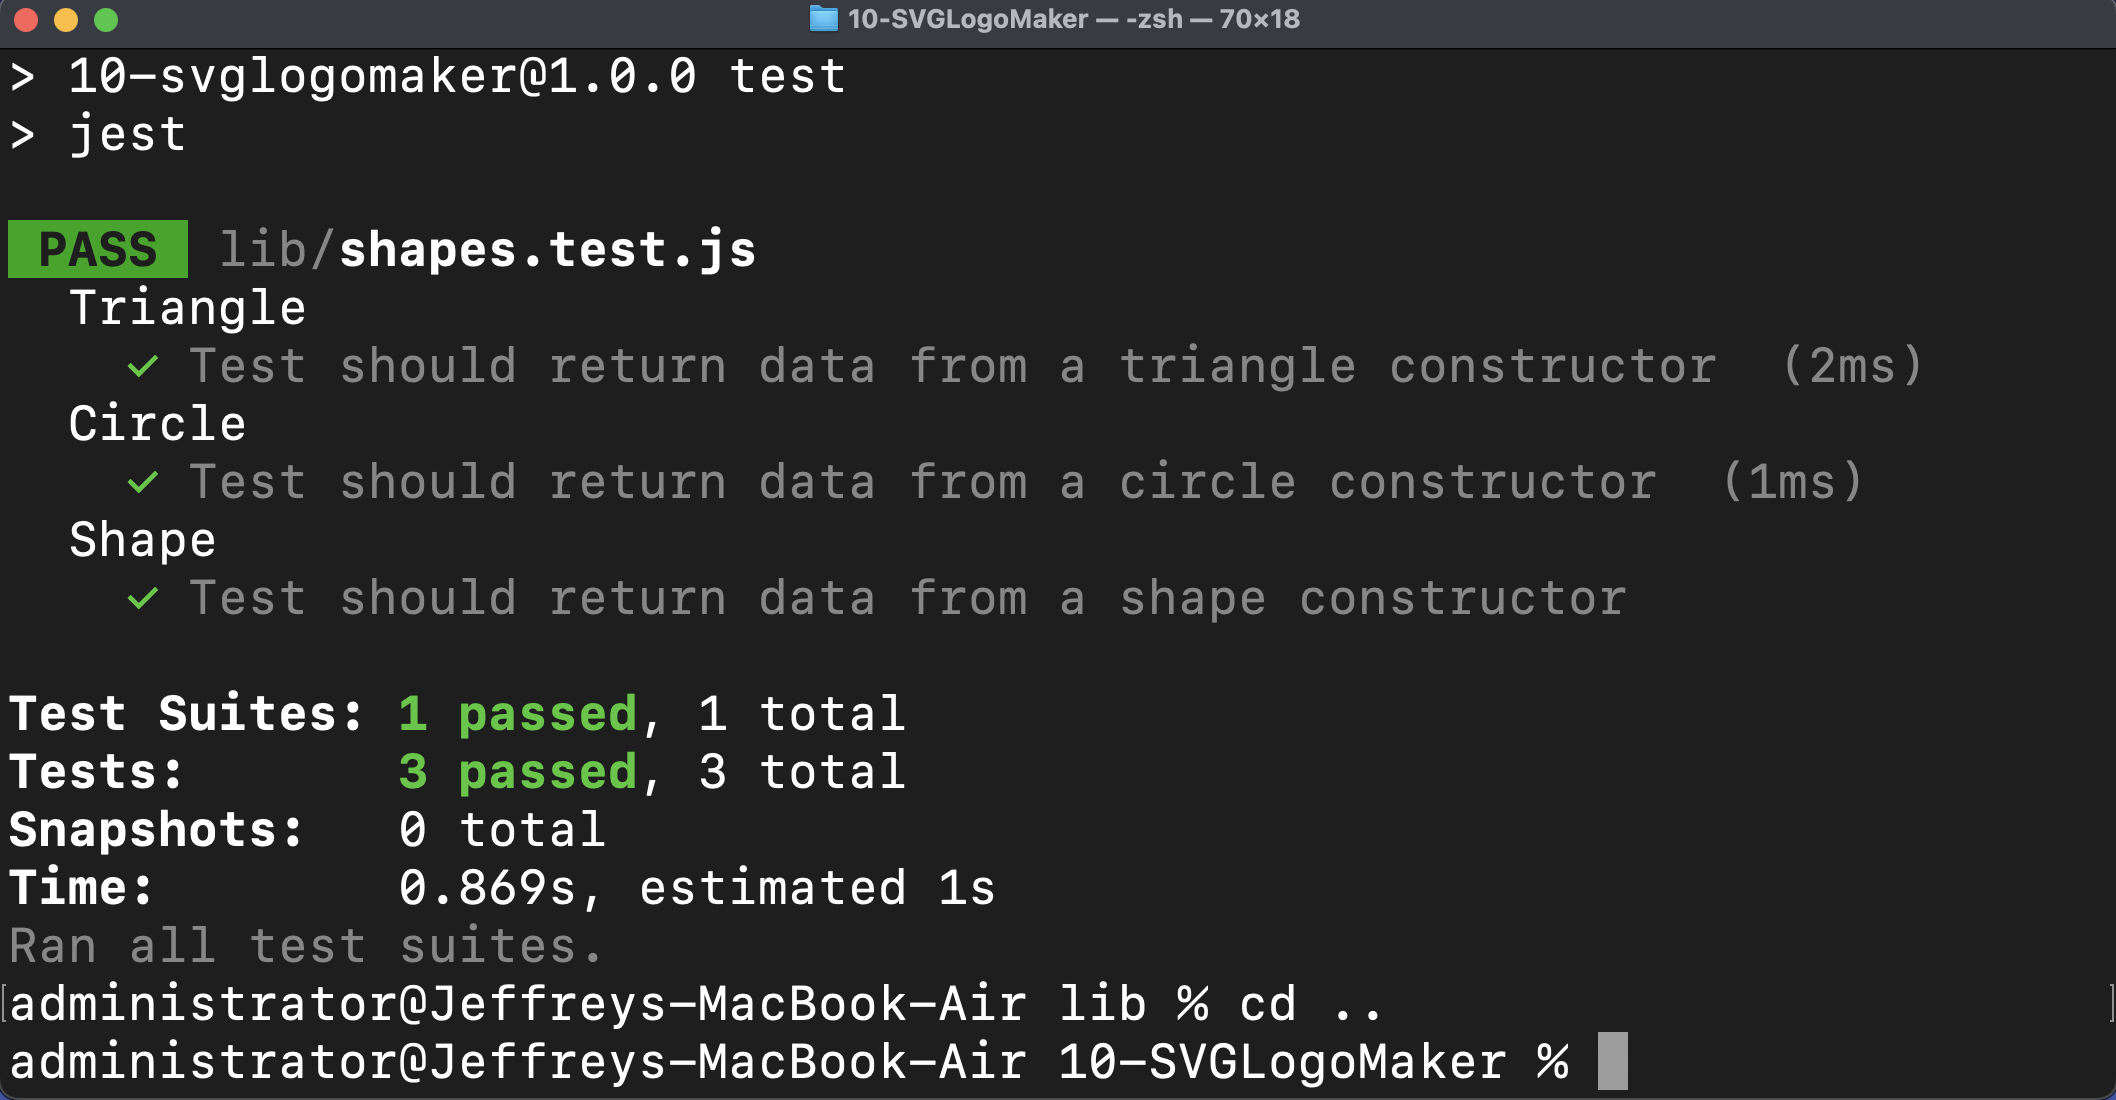 10-SVGLogoMaker — -zsh — 70×18
> 10-svglogomaker@1.0.0 test
> jest
PASS lib/shapes.test.js
Triangle
✓ Test should return data from a triangle constructor (2ms)
Circle
✓ Test should return data from a circle constructor (1ms)
Shape
✓ Test should return data from a shape constructor
Test Suites: 1 passed, 1 total
Tests: 3 passed, 3 total
Snapshots: 0 total
Time: 0.869s, estimated 1s
Ran all test suites.
[administrator@Jeffreys-MacBook-Air lib % cd .. ]
administrator@Jeffreys-MacBook-Air 10-SVGLogoMaker %